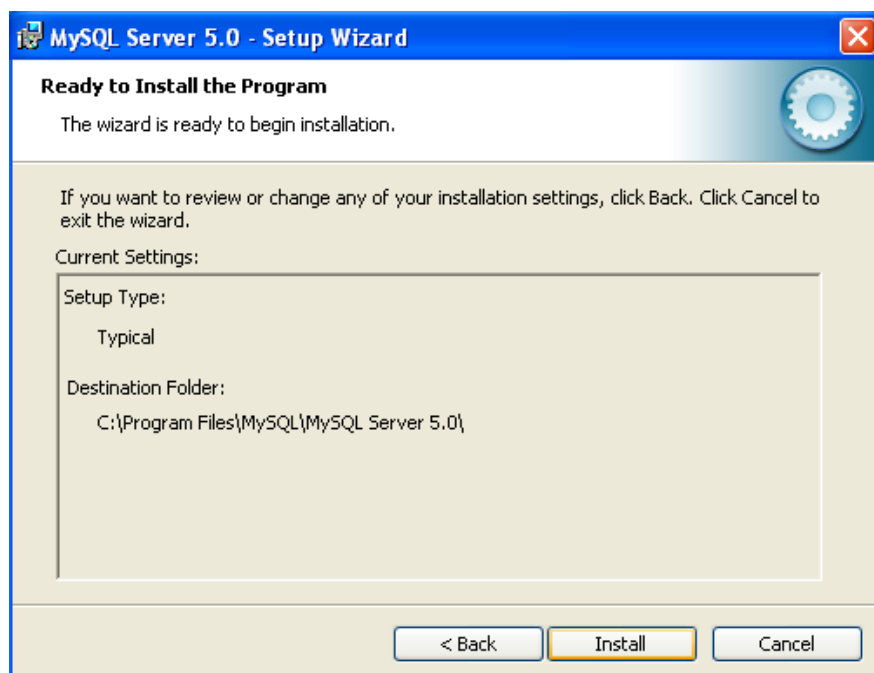 MySQL Server 5.0 - Setup Wizard
Ready to Install the Program
The wizard is ready to begin installation.
If you want to review or change any of your installation settings, click Back. Click Cancel to
exit the wizard.
Current Settings:
Setup Type:
Typical
Destination Folder:
C:\Program Files\MySQL\MySQL Server 5.0\
< Back
Install
Cancel